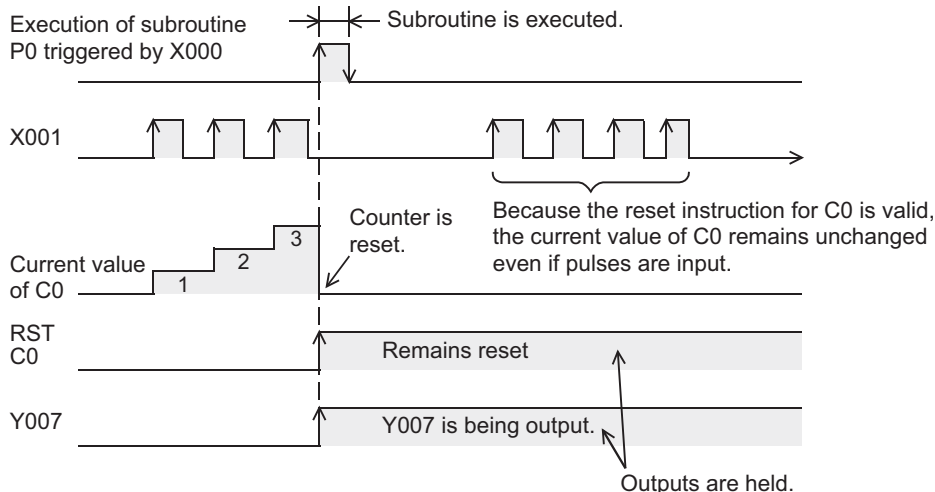 Execution of subroutine
P0 triggered by X000
Subroutine is executed.
X001
Because the reset instruction for C0 is valid,
the current value of C0 remains unchanged
even if pulses are input.
Counter is
reset.
Current value
of C0
1
2
3
RST
C0
Remains reset
Y007
Y007 is being output.
Outputs are held.